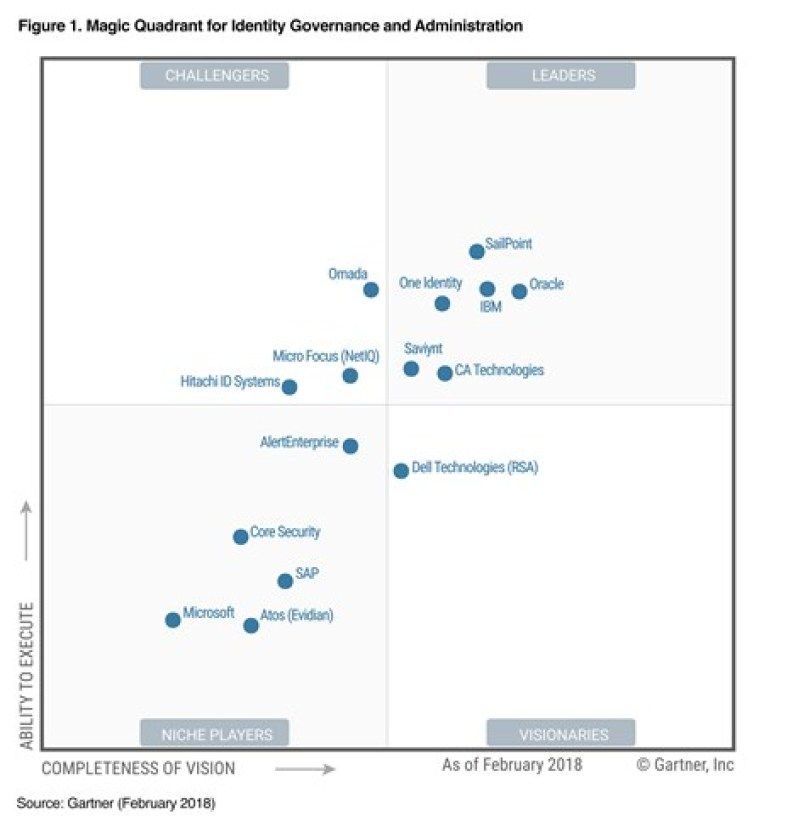 Figure 1. Magic Quadrant for Identity Governance and Administration
CHALLENGERS
LEADERS
SailPoint
Omada
One Identity
Oracle
IBM
Saviynt
Micro Focus (NetIQ)
CA Technologies
Hitachi ID Systems
AlertEnterprise
Dell Technologies (RSA)
Core Security
SAP
Microsoft
Atos (Evidian)
ABILITY TO EXECUTE
NICHE PLAYERS
VISIONARIES
COMPLETENESS OF VISION
As of February 2018
© Gartner, Inc
Source: Gartner (February 2018)